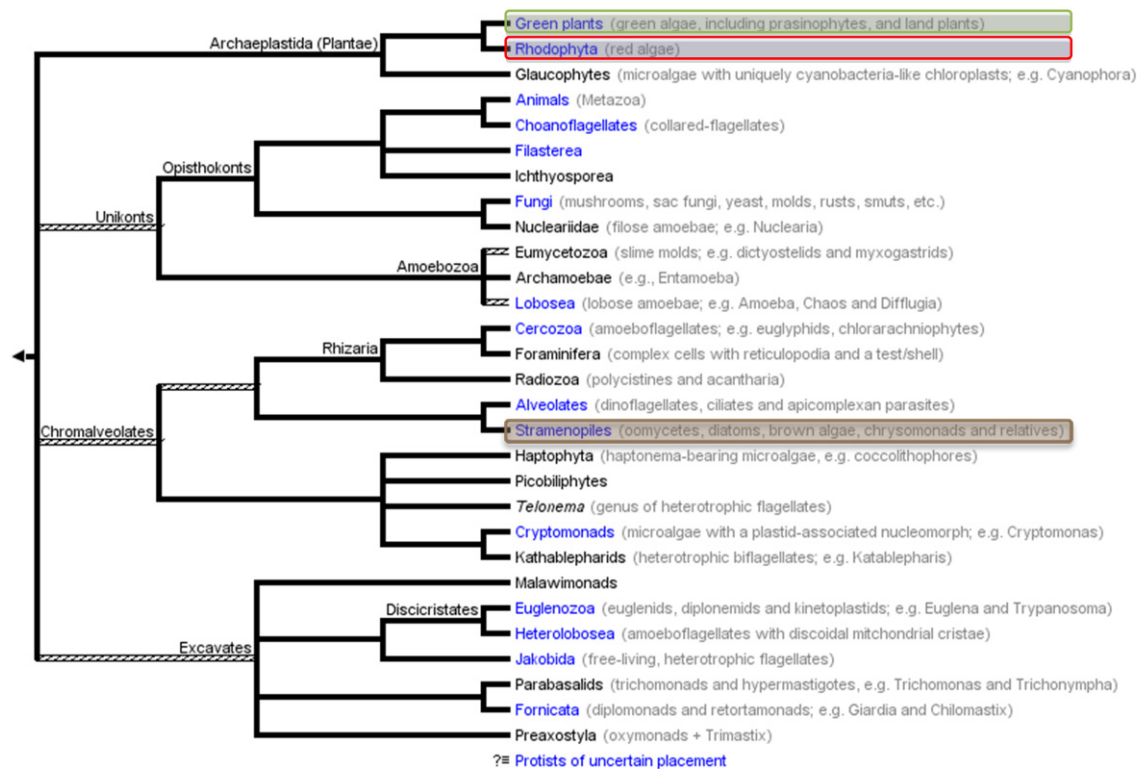 Green plants (green algae, including prasinophytes, and land plants)
Archaeplastida (Plantae)
Rhodophyta (red algae)
Glaucophytes (microalgae with uniquely cyanobacteria-like chloroplasts; e.g. Cyanophora)
Animals (Metazoa)
Choanoflagellates (collared-flagellates)
Filasterea
Opisthokonts
Ichthyosporea
Fungi (mushrooms, sac fungi, yeast, molds, rusts, smuts, etc.)
Unikonts
Nucleariidae (filose amoebae; e.g. Nuclearia)
Eumycetozoa (slime molds; e.g. dictyostelids and myxogastrids)
Amoebozoa
Archamoebae (e.g., Entamoeba)
Lobosea (lobose amoebae; e.g. Amoeba, Chaos and Difflugia)
Cercozoa (amoeboflagellates; e.g. euglyphids, chlorarachniophytes)
Rhizaria
Foraminifera (complex cells with reticulopodia and a test/shell)
Radiozoa (polycistines and acantharia)
Alveolates (dinoflagellates, ciliates and apicomplexan parasites)
Chromalveolates
Stramenopiles (oomycetes, diatoms, brown algae, chrysomonads and relatives)
Haptophyta (haptonema-bearing microalgae, e.g. coccolithophores)
Picobiliphytes
Telonema (genus of heterotrophic flagellates)
Cryptomonads (microalgae with a plastid-associated nucleomorph; e.g. Cryptomonas)
Kathablepharids (heterotrophic biflagellates; e.g. Katablepharis)
Malawimonads
Discicristates
Euglenozoa (euglenids, diplonemids and kinetoplastids; e.g. Euglena and Trypanosoma)
Heterolobosea (amoeboflagellates with discoidal mitchondrial cristae)
Excavates
Jakobida (free-living, heterotrophic flagellates)
Parabasalids (trichomonads and hypermastigotes, e.g. Trichomonas and Trichonympha)
Fornicata (diplomonads and retortamonads; e.g. Giardia and Chilomastix)
Preaxostyla (oxymonads + Trimastix)
?≡ Protists of uncertain placement